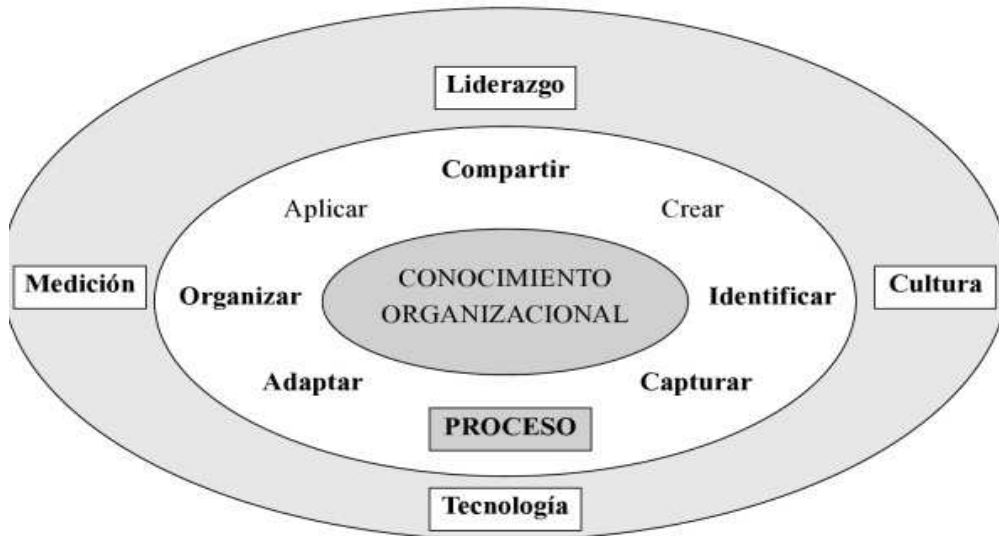 Liderazgo
Compartir
Aplicar
Crear
Medición
Organizar
CONOCIMIENTO
ORGANIZACIONAL
Identificar
Cultura
Adaptar
Capturar
PROCESO
Tecnología